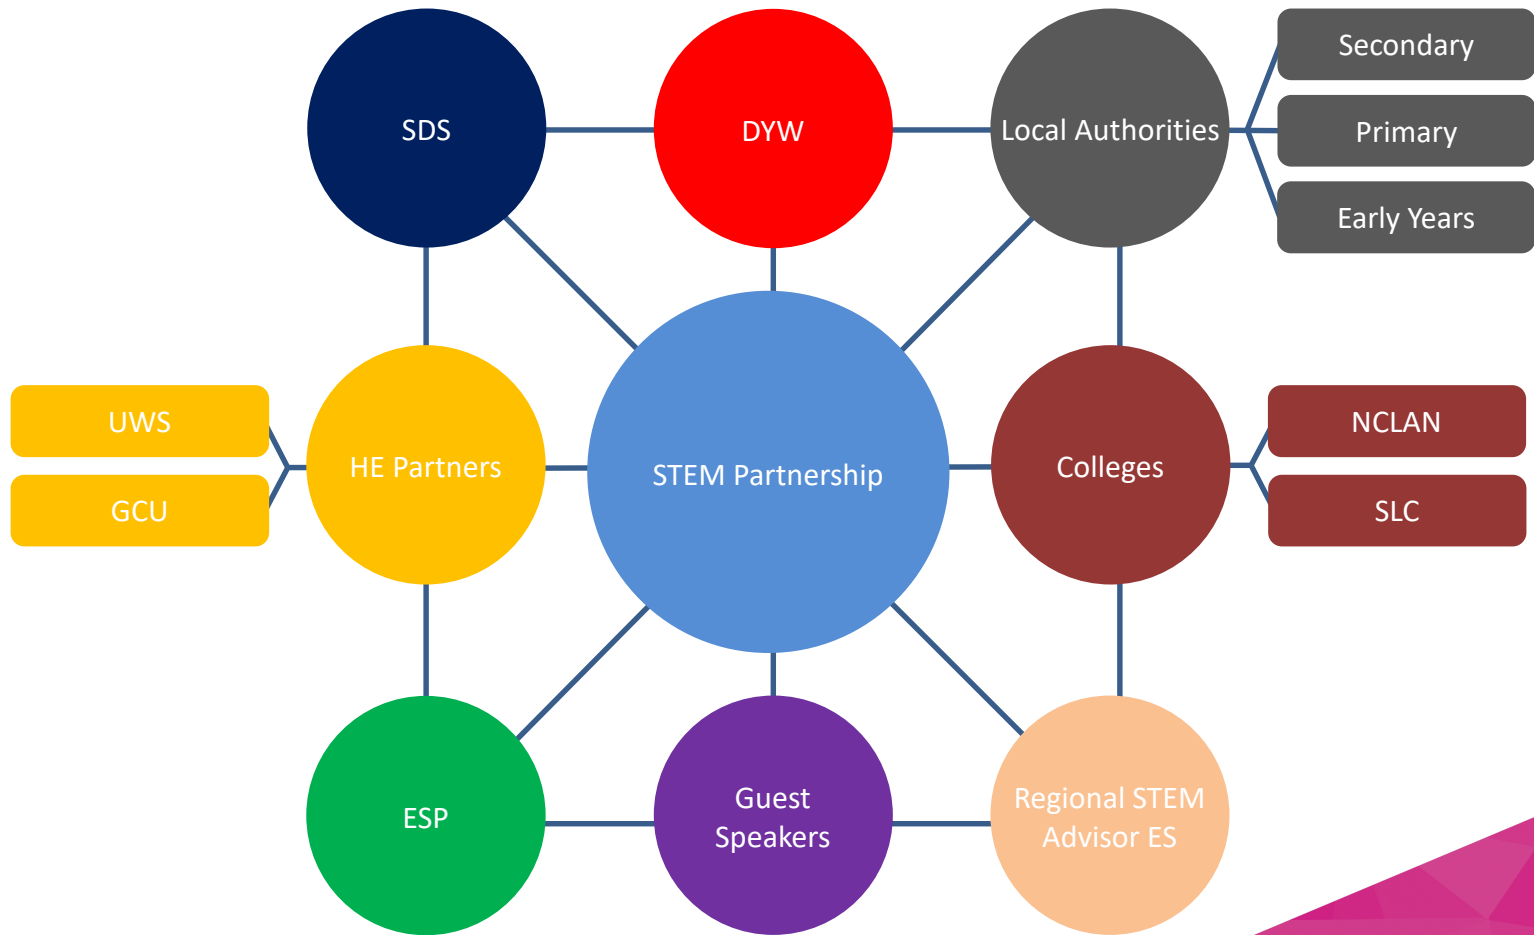 SDS
DYW
Local Authorities
Secondary
Primary
Early Years
UWS
GCU
HE Partners
STEM Partnership
Colleges
NCLAN
SLC
ESP
Guest
Speakers
Regional STEM
Advisor ES